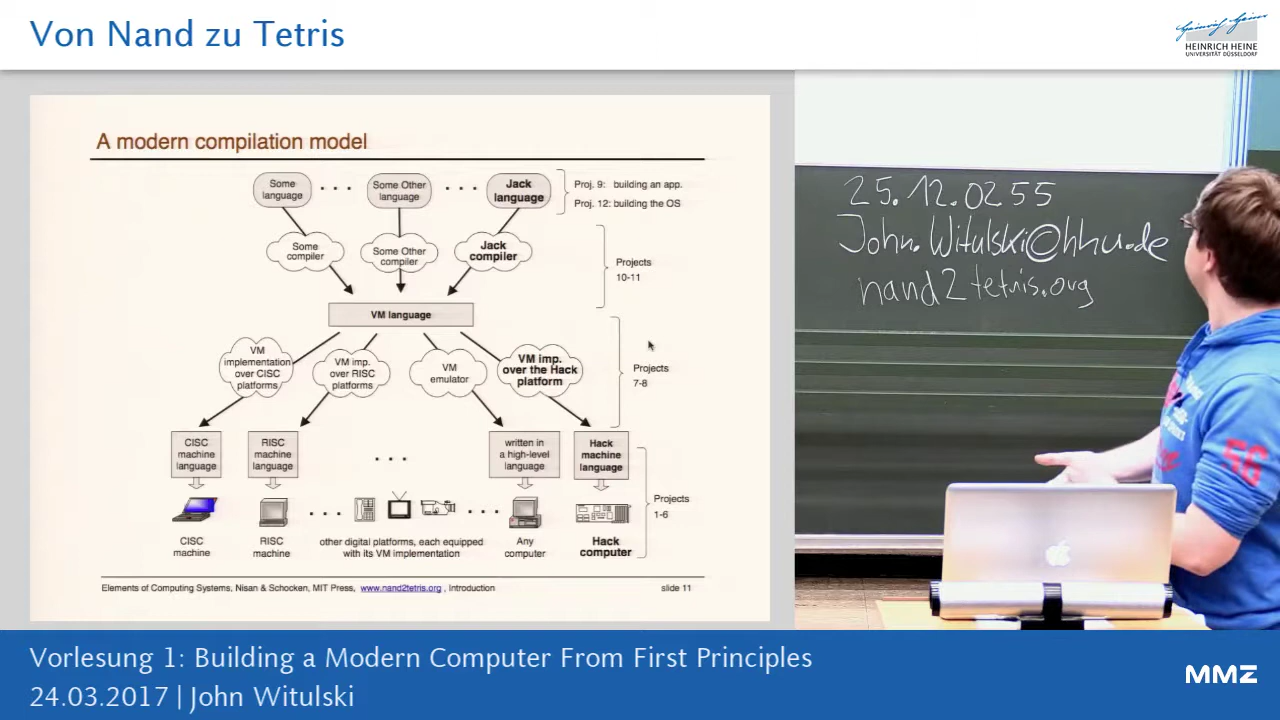 Von Nand zu Tetris
HEINRICH HEINE
UNIVERSITÄT DÜSSELDORF
A modern compilation model
Some language
Some Other language
Jack language
Proj. 9: building an app.
Proj. 12: building the OS
Some compiler
Some Other compiler
Jack compiler
Projects
10-11
VM language
VM implementation over CISC platforms
VM imp. over RISC platforms
VM emulator
VM imp. over the Hack platform
Projects
7-8
CISC machine language
RISC machine language
written in a high-level language
Hack machine language
Projects
1-6
CISC machine
RISC machine
other digital platforms, each equipped with its VM implementation
Any computer
Hack computer
Elements of Computing Systems, Nisan & Schocken, MIT Press, www.nand2tetris.org , Introduction
slide 11
25.12.0255
John.Witulski@hhu.de
nand2tetris.org
56
Vorlesung 1: Building a Modern Computer From First Principles
24.03.2017 | John Witulski
MMZ